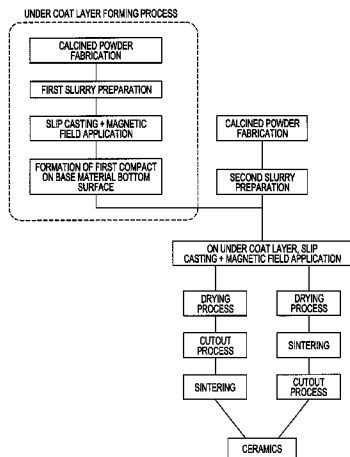 UNDER COAT LAYER FORMING PROCESS
CALCINED POWDER
FABRICATION
FIRST SLURRY PREPARATION
SLIP CASTING + MAGNETIC
FIELD APPLICATION
FORMATION OF FIRST COMPACT
ON BASE MATERIAL BOTTOM
SURFACE
CALCINED POWDER
FABRICATION
SECOND SLURRY
PREPARATION
ON UNDER COAT LAYER, SLIP
CASTING + MAGNETIC FIELD APPLICATION
DRYING
PROCESS
CUTOUT
PROCESS
SINTERING
DRYING
PROCESS
SINTERING
CUTOUT
PROCESS
CERAMICS